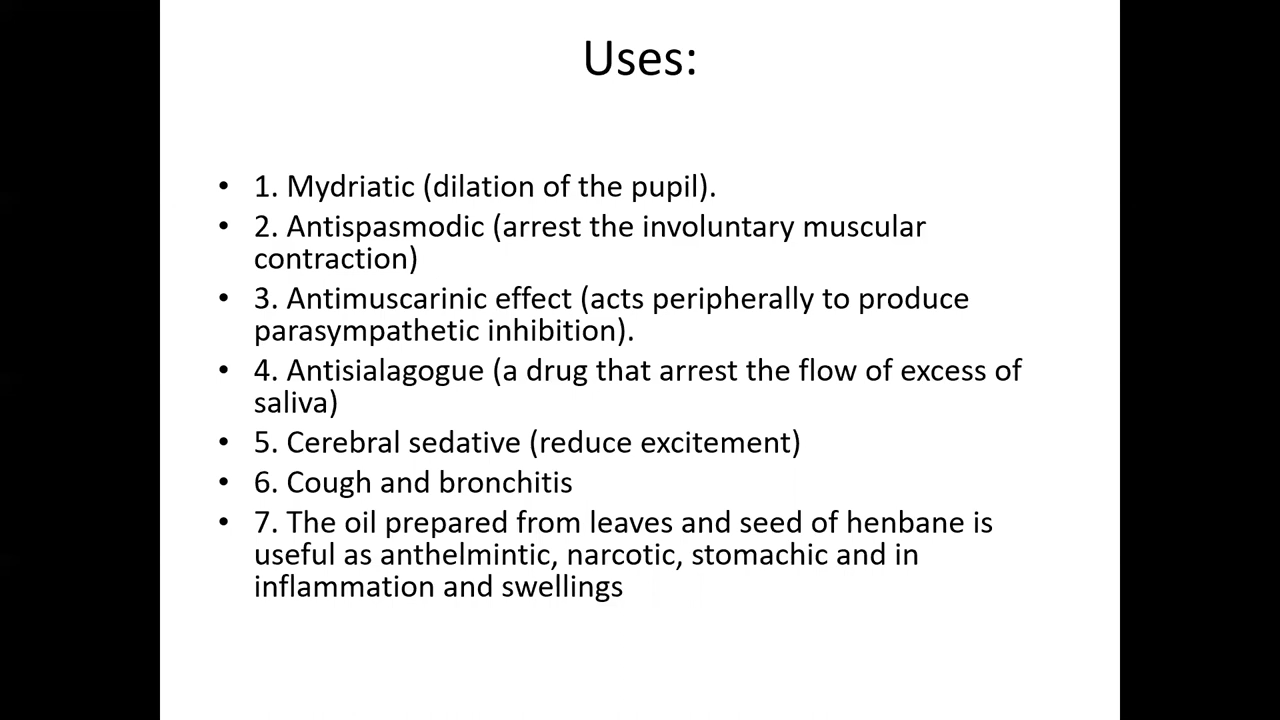 Uses:
• 1. Mydriatic (dilation of the pupil).
• 2. Antispasmodic (arrest the involuntary muscular
contraction)
• 3. Antimuscarinic effect (acts peripherally to produce
parasympathetic inhibition).
• 4. Antisialagogue (a drug that arrest the flow of excess of
saliva)
• 5. Cerebral sedative (reduce excitement)
• 6. Cough and bronchitis
• 7. The oil prepared from leaves and seed of henbane is
useful as anthelmintic, narcotic, stomachic and in
inflammation and swellings